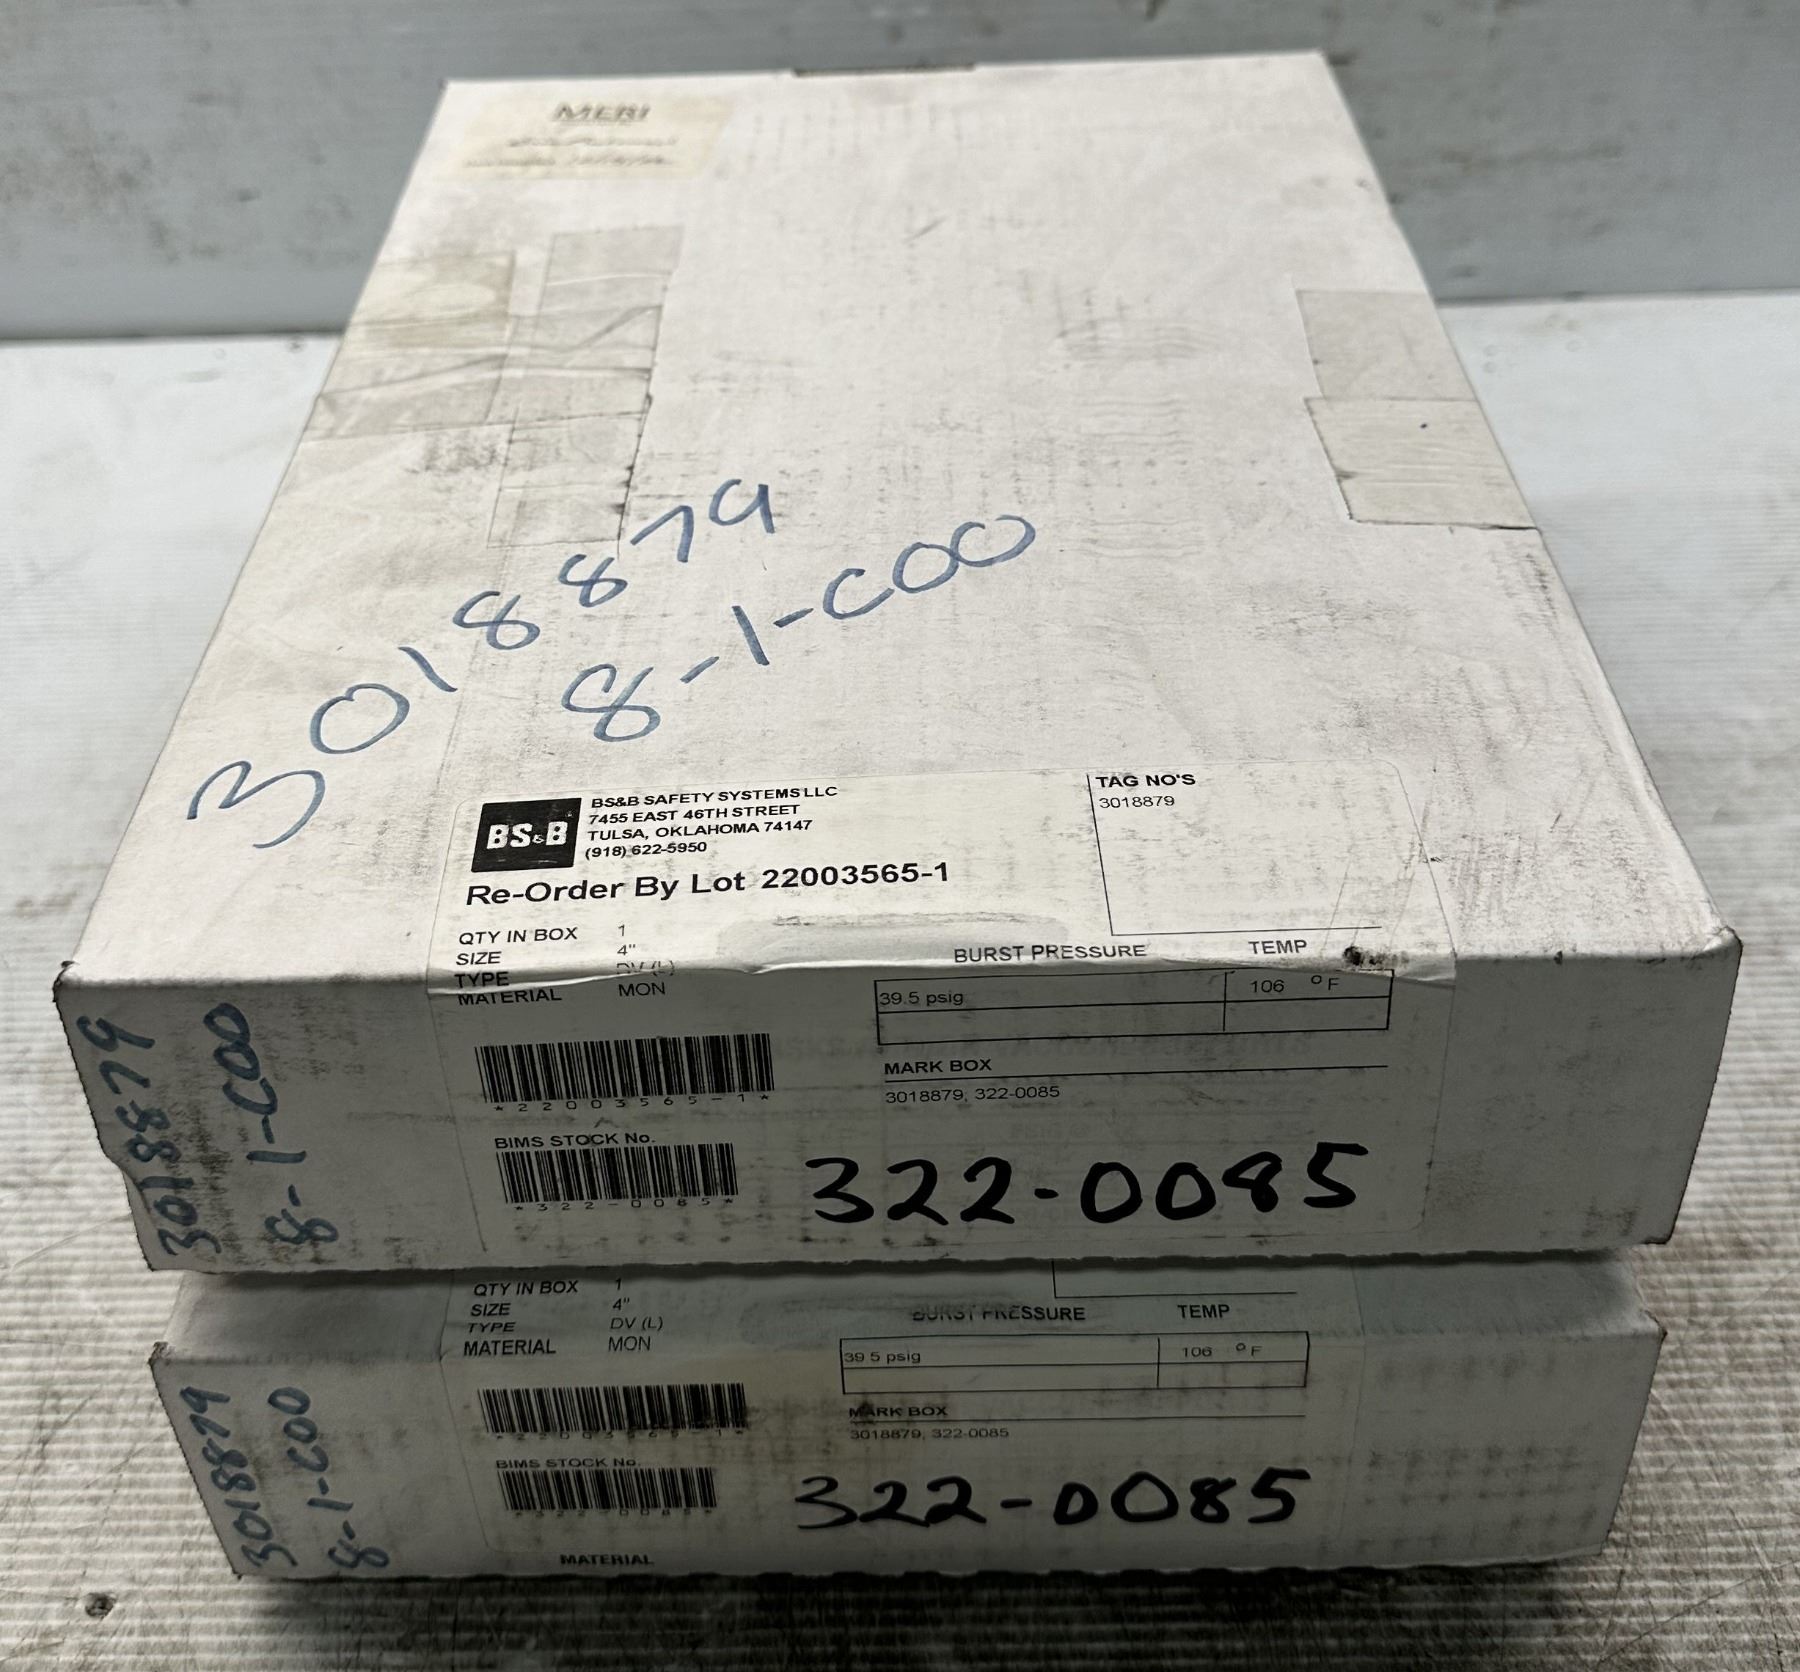 MERI
3018879
8-1-C00
BS&B
BS&B SAFETY SYSTEMS LLC
7455 EAST 46TH STREET
TULSA, OKLAHOMA 74147
(918) 622-5950
Re-Order By Lot 22003565-1
TAG NO'S
3018879
QTY IN BOX 1
SIZE 4"
TYPE DV (L)
MATERIAL MON
BURST PRESSURE TEMP
39.5 psig 106 °F
MARK BOX
3018879, 322-0085
*22003565-1*
BIMS STOCK No.
*322-0085*
322-0085
3018879
8-1-C00
QTY IN BOX 1
SIZE 4"
TYPE DV (L)
MATERIAL MON
BURST PRESSURE TEMP
39.5 psig 106 °F
MARK BOX
3018879, 322-0085
*22003565-1*
BIMS STOCK No.
*322-0085*
322-0085
MATERIAL
3018879
8-1-C00